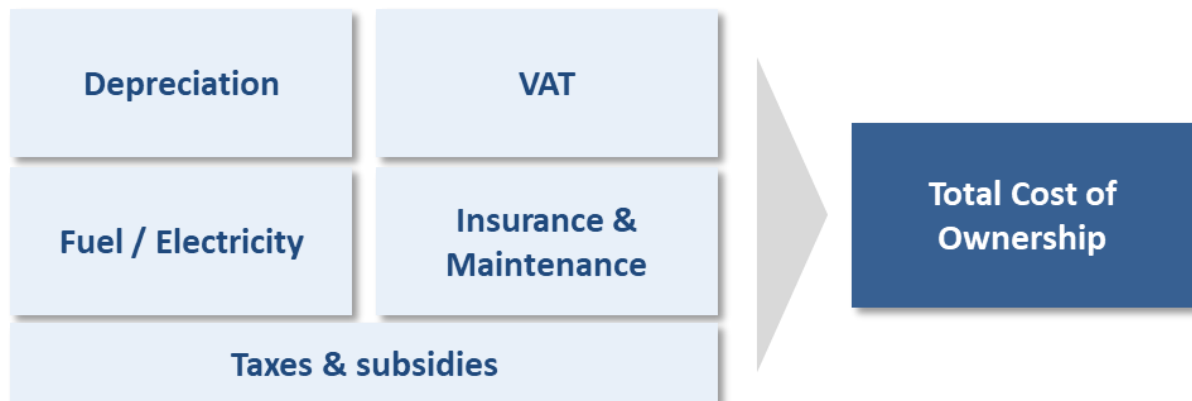 Depreciation
VAT
Fuel / Electricity
Insurance &
Maintenance
Taxes & subsidies
Total Cost of
Ownership